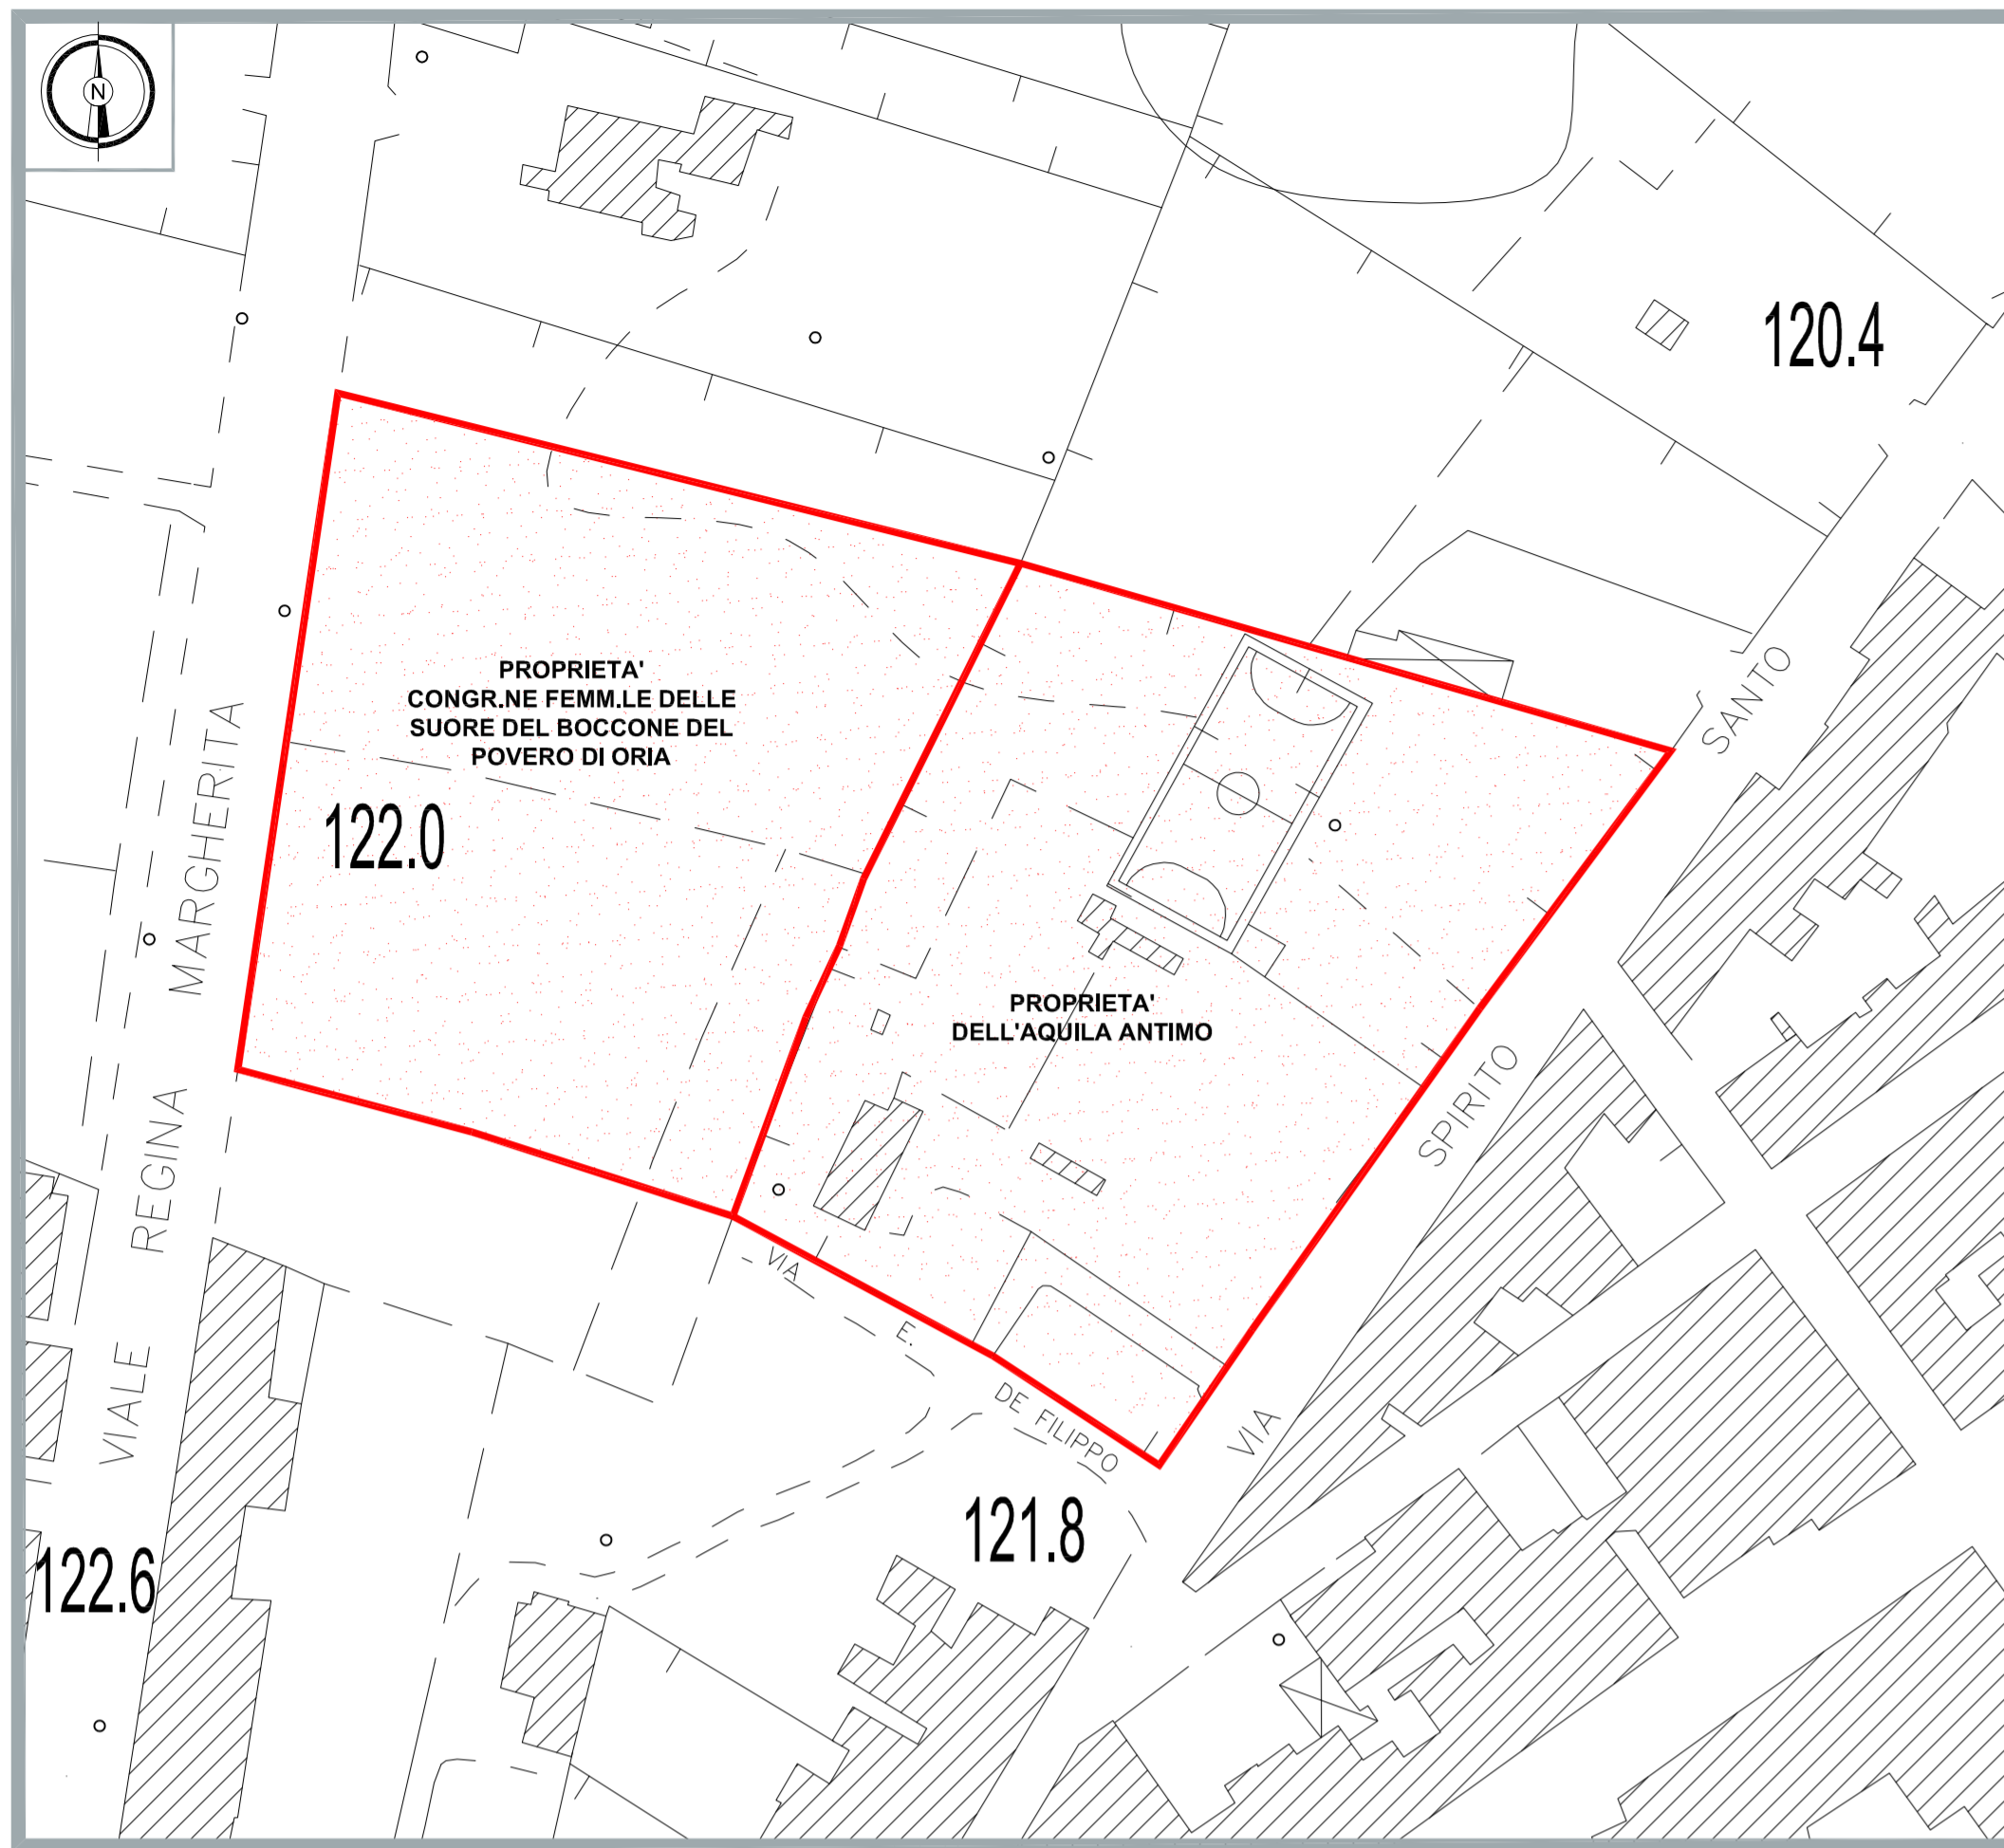 N
120.4
SANTO
PROPRIETA'
CONGR.NE FEMM.LE DELLE
SUORE DEL BOCCONE DEL
POVERO DI ORIA
122.0
VIALE REGINA MARGHERITA
PROPRIETA'
DELL'AQUILA ANTIMO
SPIRITO
VIA
VIA E. DE FILIPPO
121.8
122.6